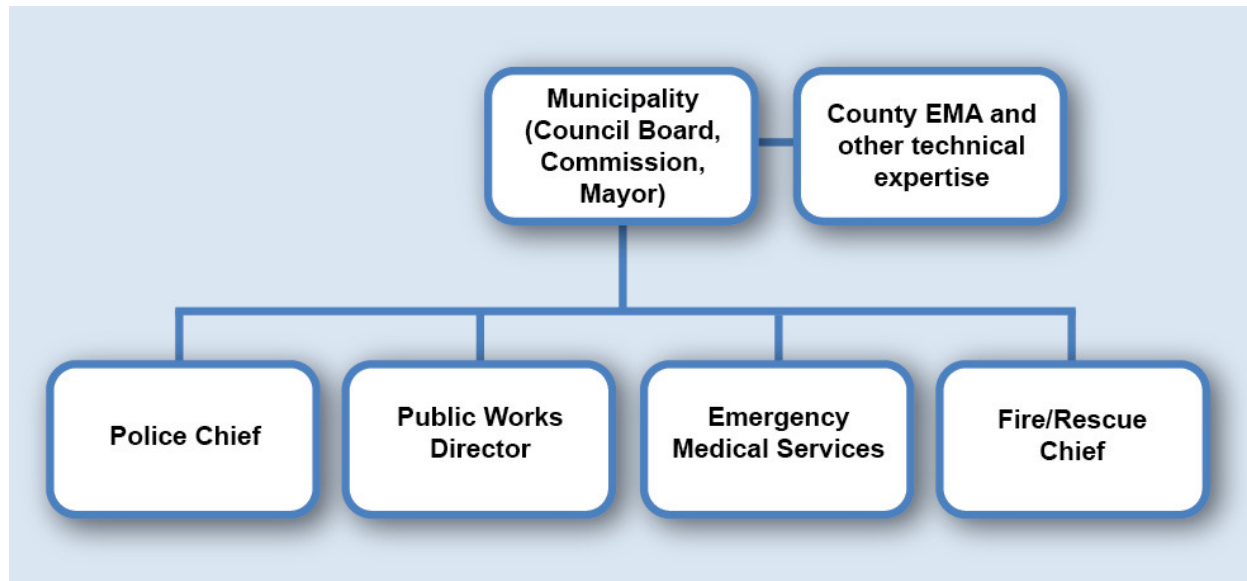 Municipality
(Council Board,
Commission,
Mayor)
County EMA and
other technical
expertise
Police Chief
Public Works
Director
Emergency
Medical Services
Fire/Rescue
Chief